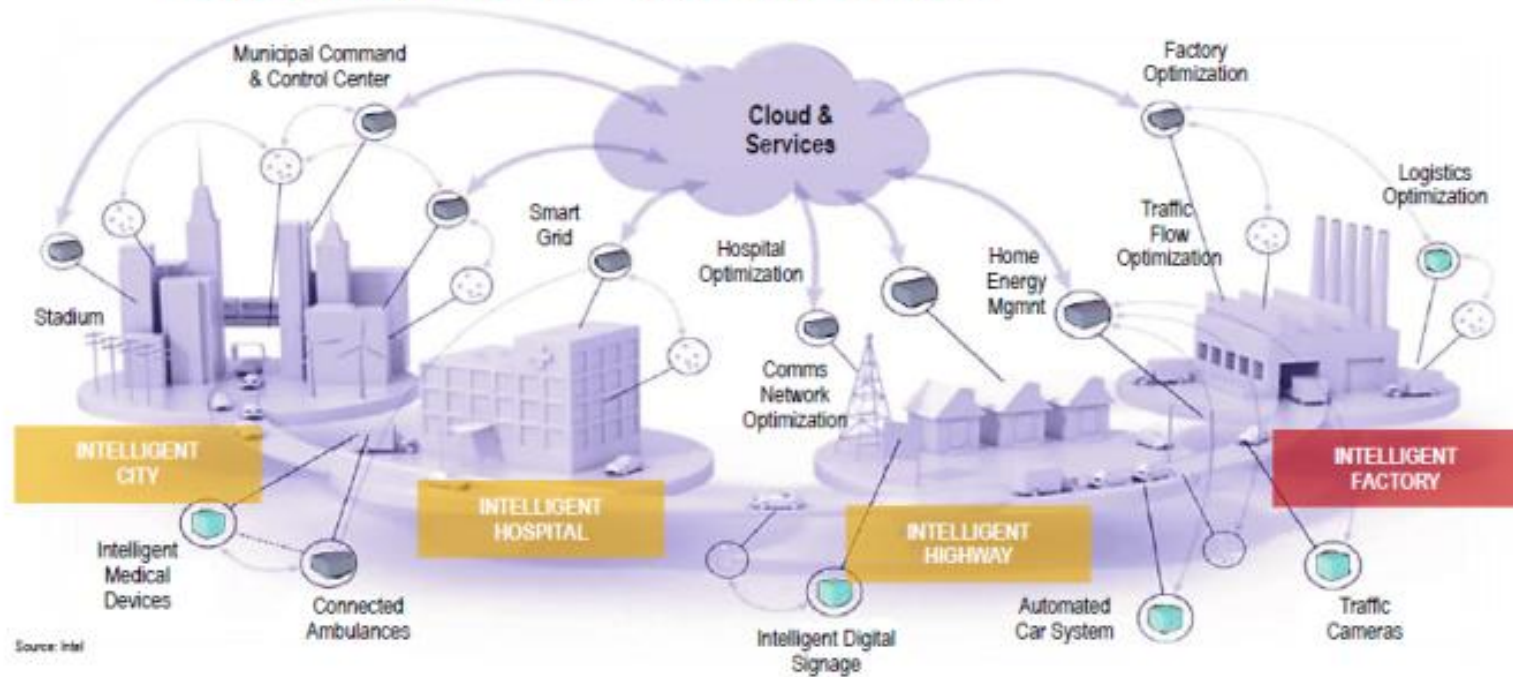 Municipal Command
& Control Center
Factory
Optimization
Cloud &
Services
Logistics
Optimization
Smart
Grid
Hospital
Optimization
Home
Energy
Mgmnt
Traffic
Flow
Optimization
Stadium
Comms
Network
Optimization
INTELLIGENT
CITY
INTELLIGENT
HOSPITAL
INTELLIGENT
HIGHWAY
INTELLIGENT
FACTORY
Intelligent
Medical
Devices
Connected
Ambulances
Intelligent Digital
Signage
Automated
Car System
Traffic
Cameras
Source: Intel